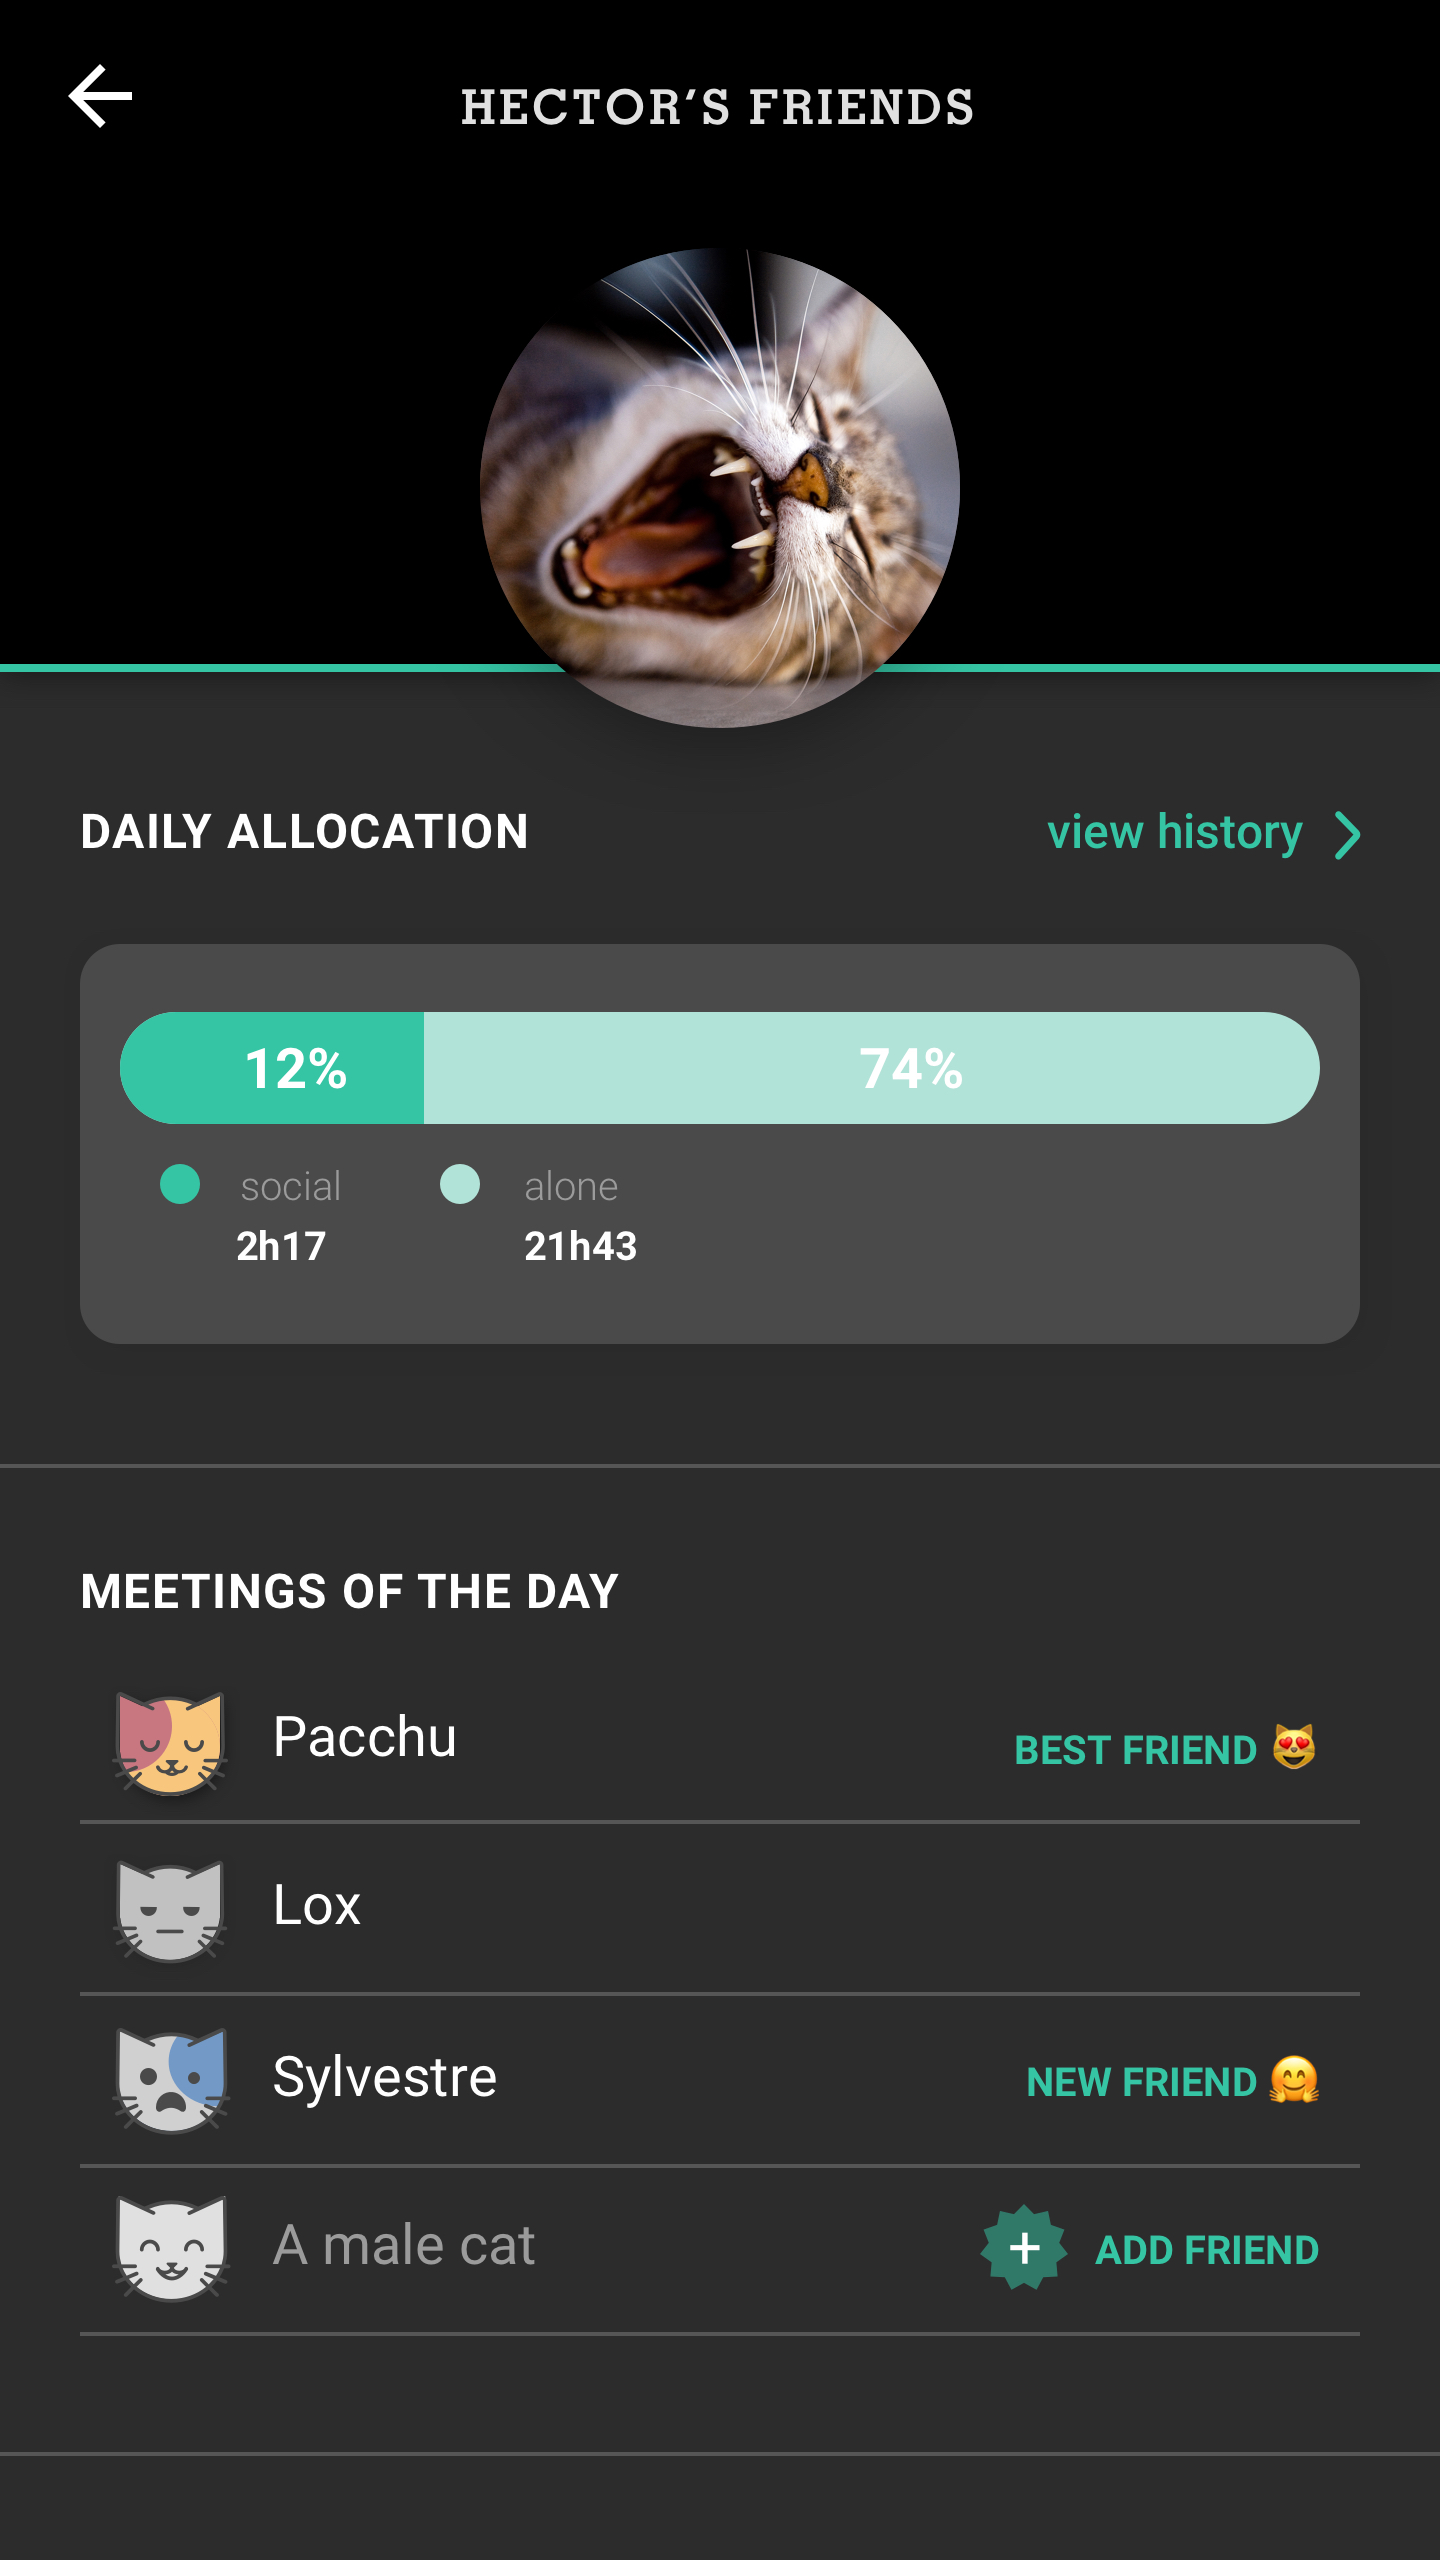 HECTOR’S FRIENDS
DAILY ALLOCATION
view history
12%
74%
social
alone
2h17
21h43
MEETINGS OF THE DAY
Pacchu
BEST FRIEND 😻
Lox
Sylvestre
NEW FRIEND 🤗
A male cat
+ ADD FRIEND